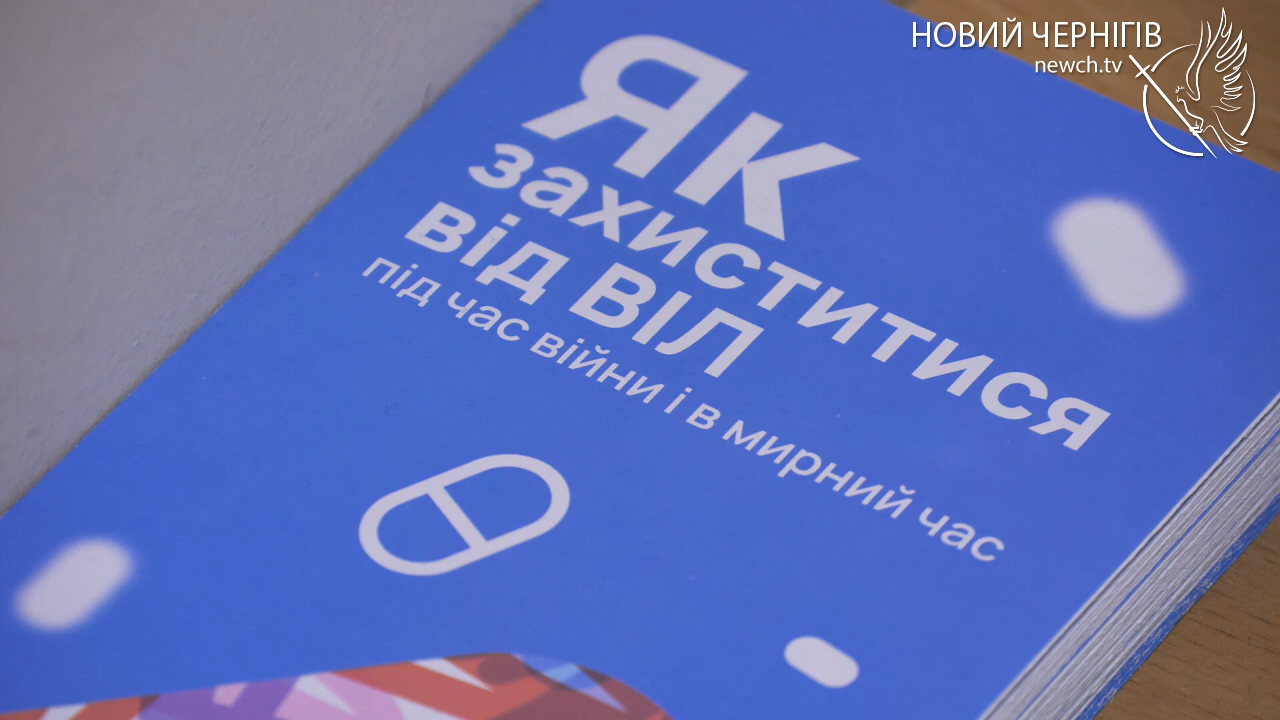 НОВИЙ ЧЕРНІГІВ
newch.tv
Як
захиститися
від ВІЛ
під час війни і в мирний час